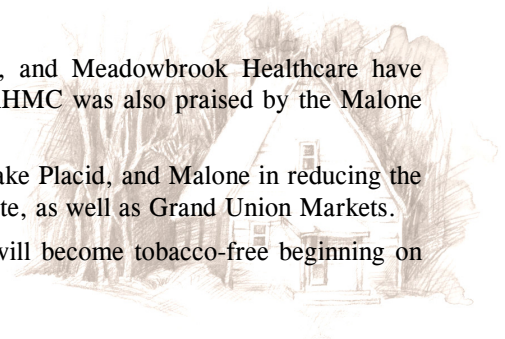 , and Meadowbrook Healthcare have
HMC was also praised by the Malone
ake Placid, and Malone in reducing the
te, as well as Grand Union Markets.
will become tobacco-free beginning on